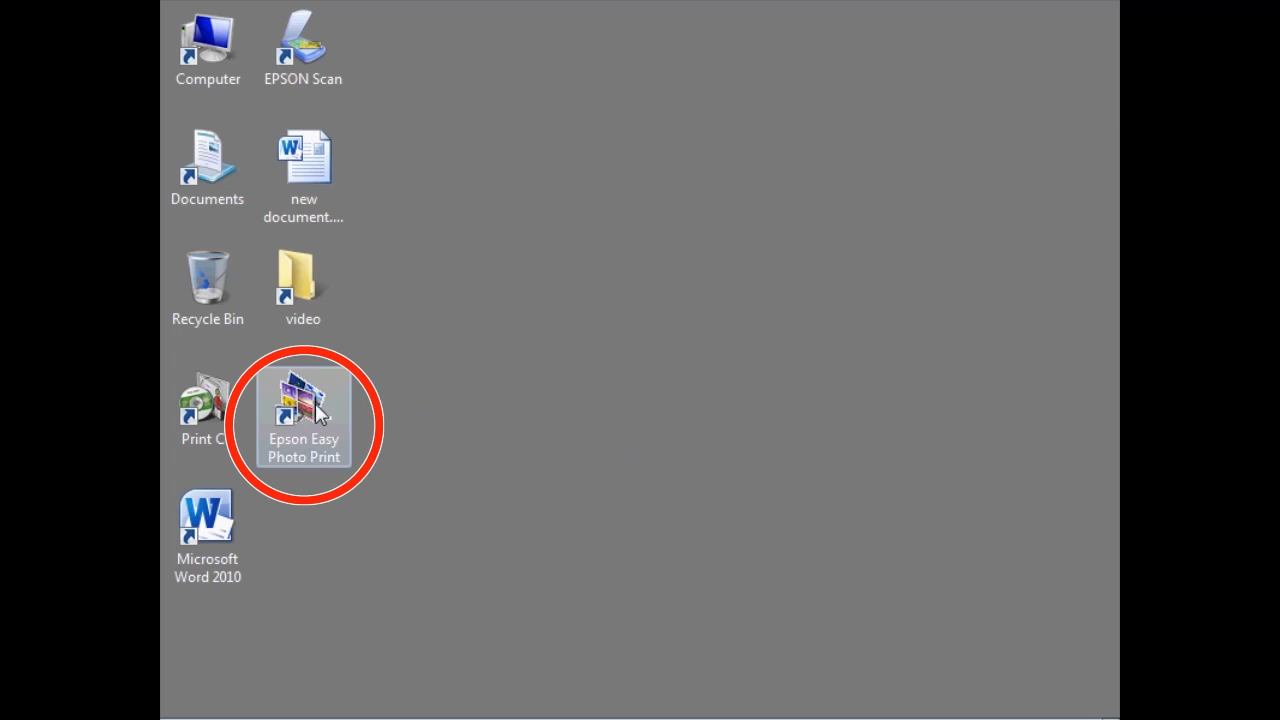 Computer
EPSON Scan
Documents
new
document....
Recycle Bin
video
Print C
Epson Easy
Photo Print
Microsoft
Word 2010